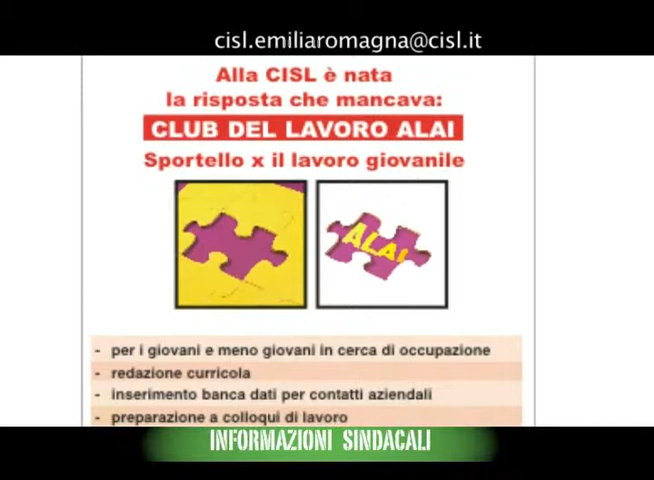 cisl.emiliaromagna@cisl.it
Alla CISL è nata
la risposta che mancava:
CLUB DEL LAVORO ALAI
Sportello x il lavoro giovanile
ALAI
- per i giovani e meno giovani in cerca di occupazione
- redazione curricola
- inserimento banca dati per contatti aziendali
- preparazione a colloqui di lavoro
INFORMAZIONI SINDACALI